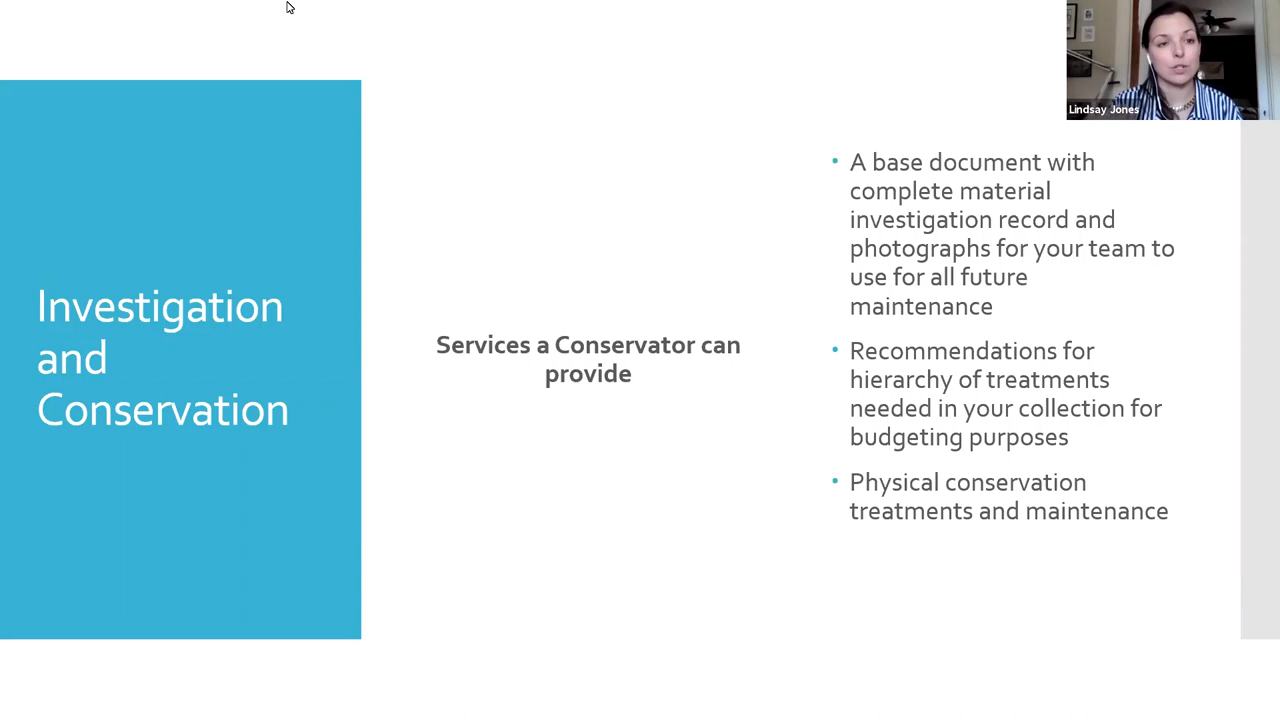 Lindsay Jones
Investigation
and
Conservation
Services a Conservator can
provide
• A base document with
complete material
investigation record and
photographs for your team to
use for all future
maintenance
• Recommendations for
hierarchy of treatments
needed in your collection for
budgeting purposes
• Physical conservation
treatments and maintenance